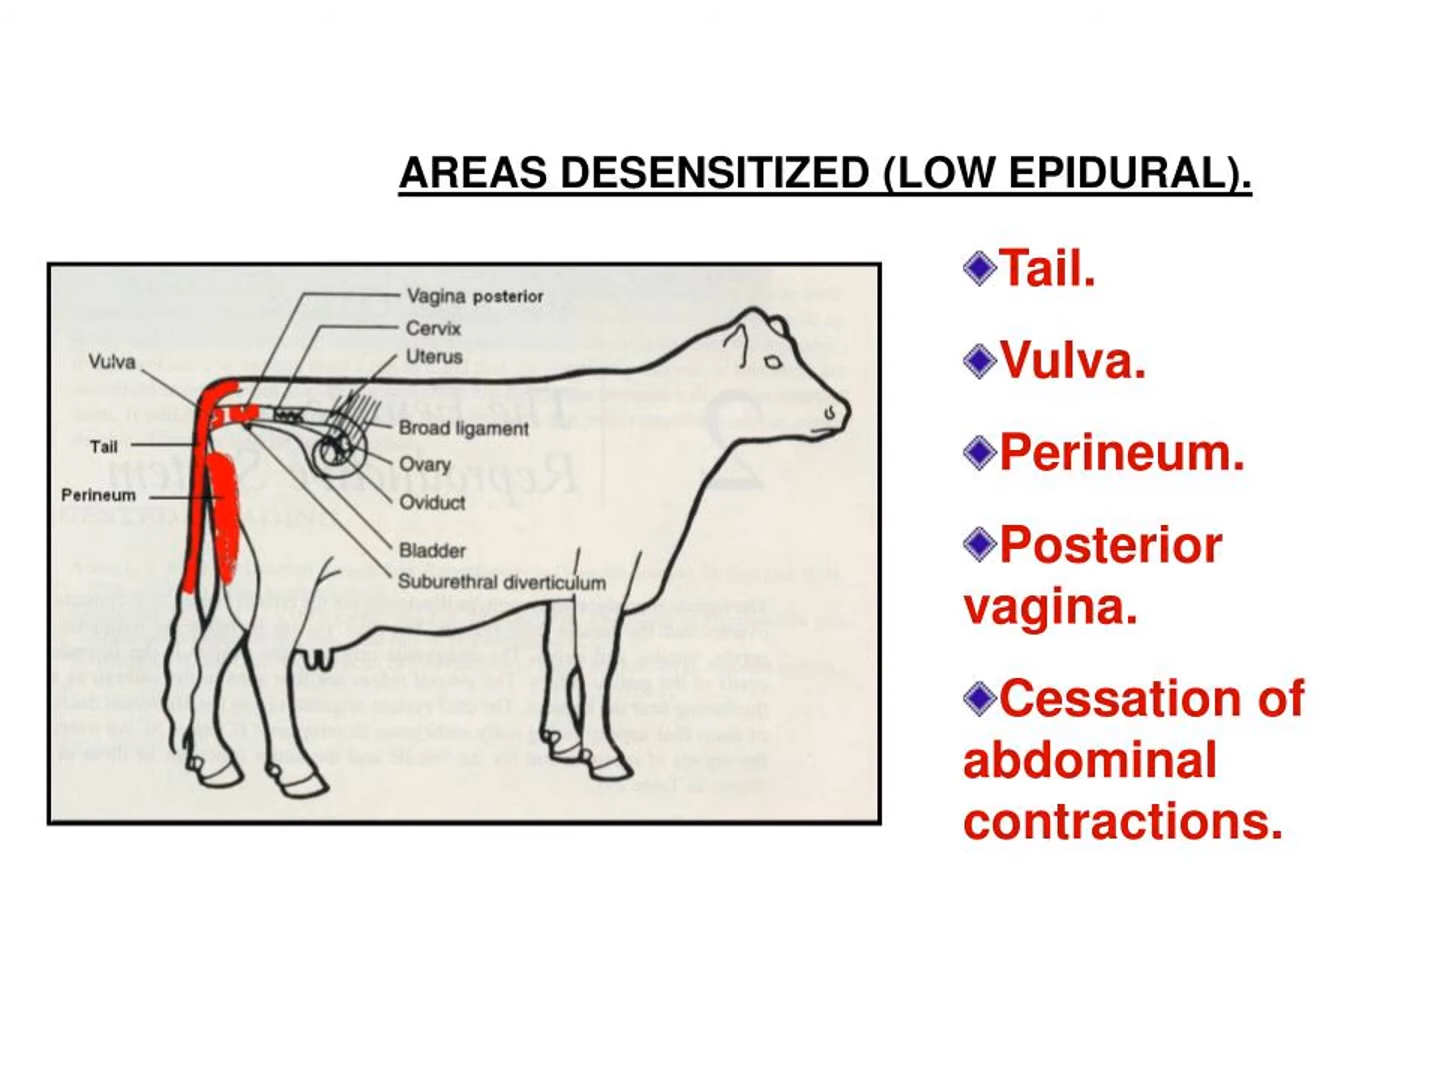 AREAS DESENSITIZED (LOW EPIDURAL).
Vagina posterior
Cervix
Uterus
Vulva
Broad ligament
Tail
Ovary
Perineum
Oviduct
Bladder
Suburethral diverticulum
Tail.
Vulva.
Perineum.
Posterior
vagina.
Cessation of
abdominal
contractions.